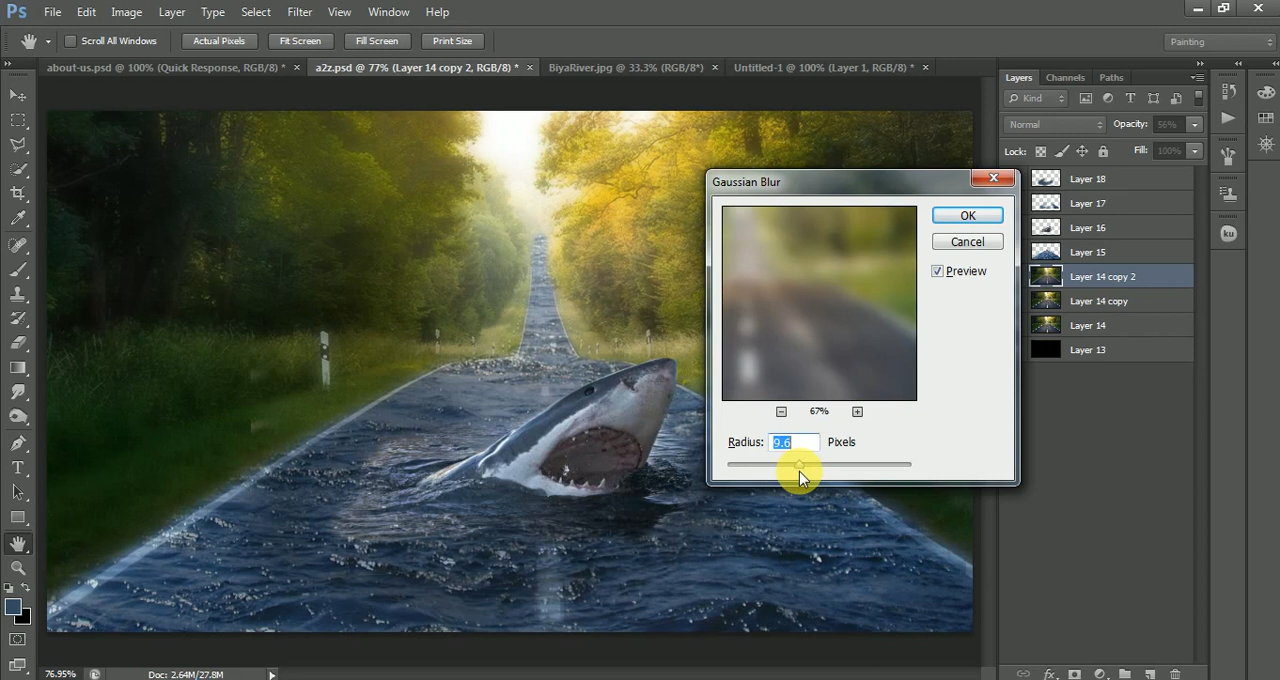 Ps File Edit Image Layer Type Select Filter View Window Help
Scroll All Windows Actual Pixels Fit Screen Fill Screen Print Size Painting
about-us.psd @ 100% (Quick Response, RGB/8) * × a2z.psd @ 77% (Layer 14 copy 2, RGB/8) * × BiyaRiver.jpg @ 33.3% (RGB/8*) × Untitled-1 @ 100% (Layer 1, RGB/8) * ×
Layers Channels Paths
Kind
Normal Opacity: 56%
Lock: Fill: 100%
Layer 18
Layer 17
Layer 16
Layer 15
Layer 14 copy 2
Layer 14 copy
Layer 14
Layer 13
ku
Gaussian Blur
OK
Cancel
Preview
67%
Radius: 9.6 Pixels
fx
76.95% Doc: 2.64M/27.8M